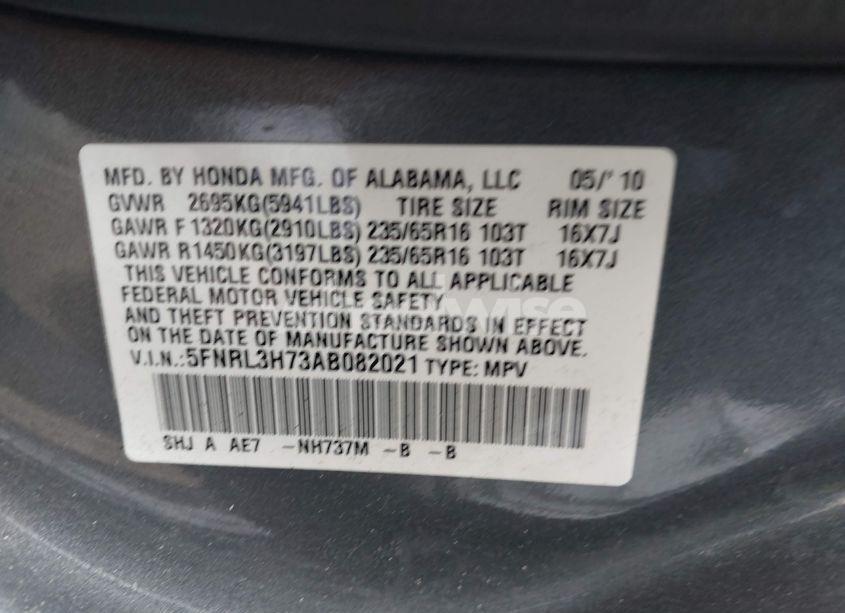 MFD. BY HONDA MFG. OF ALABAMA, LLC 05/' 10
GVWR 2695KG(5941LBS) TIRE SIZE RIM SIZE
GAWR F 1320KG(2910LBS) 235/65R16 103T 16X7J
GAWR R1450KG(3197LBS) 235/65R16 103T 16X7J
THIS VEHICLE CONFORMS TO ALL APPLICABLE
FEDERAL MOTOR VEHICLE SAFETY
AND THEFT PREVENTION STANDARDS IN EFFECT
ON THE DATE OF MANUFACTURE SHOWN ABOVE.
V.I.N.:5FNRL3H73AB082021 TYPE: MPV
SHJ A AE7 -NH737M -B -B